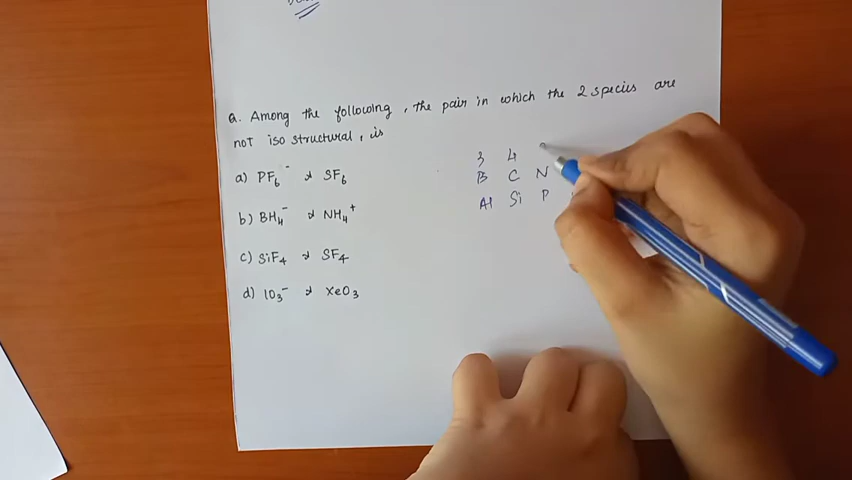 Q. Among the following, the pair in which the 2 species are
not iso structural, is
a) PF6⁻ & SF6
b) BH4⁻ & NH4⁺
c) SiF4 & SF4
d) IO3⁻ & XeO3
3 4
B C N
Al Si P